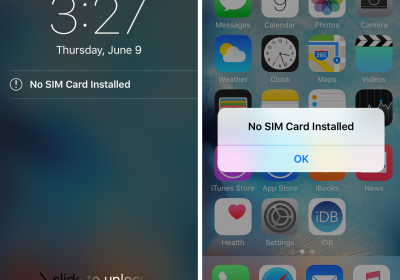 3:27
Thursday, June 9
No SIM Card Installed
slide to unlock
9
Messages
Calendar
Photos
Camera
Weather
Clock
Maps
Videos
No SIM Card Installed
OK
iTunes Store
App Store
iBooks
News
iDB
Health
Settings
iDB